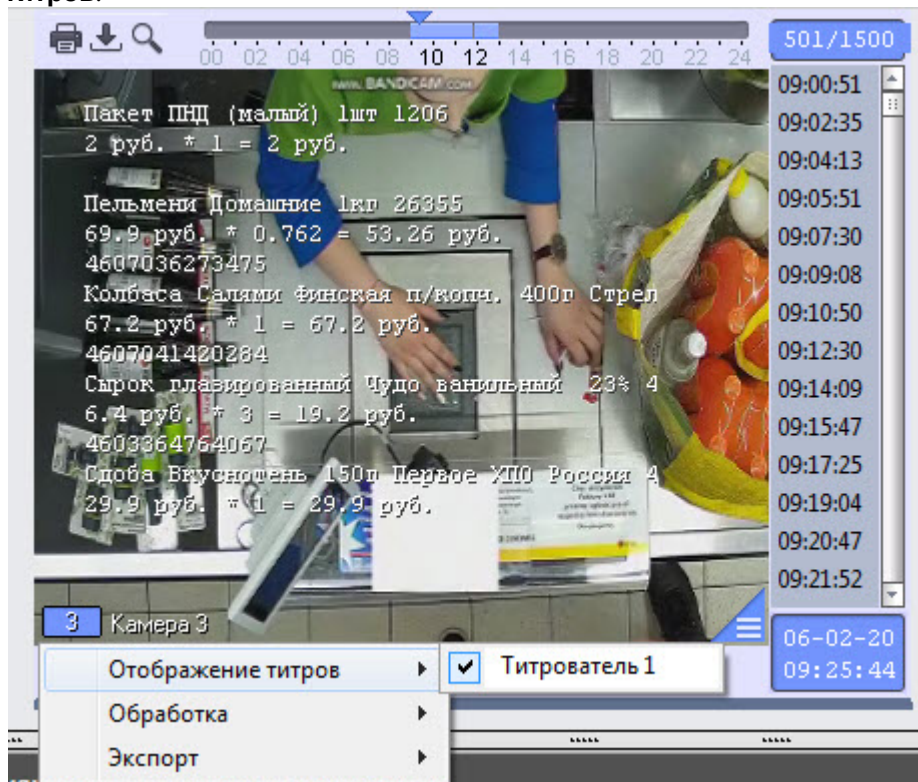 титров.
501/1500
00 02 04 06 08 10 12 14 16 18 20 22 24
www.BANDICAM.com
Пакет ПНД (малый) 1шт 1206
2 руб. * 1 = 2 руб.
Пельмени Домашние 1кг 26355
69.9 руб. * 0.762 = 53.26 руб.
4607036273475
Колбаса Салями Финская п/копч. 400г Стрел
67.2 руб. * 1 = 67.2 руб.
4607041420284
Сырок глазированный Чудо ванильный 23% 4
6.4 руб. * 3 = 19.2 руб.
4603364764067
Сдоба Вкуснотень 150г Первое ХПО Россия 4
29.9 руб. * 1 = 29.9 руб.
09:00:51
09:02:35
09:04:13
09:05:51
09:07:30
09:09:08
09:10:50
09:12:30
09:14:09
09:15:47
09:17:25
09:19:04
09:20:47
09:21:52
3 Камера 3
06-02-20
09:25:44
Отображение титров
Титрователь 1
Обработка
Экспорт